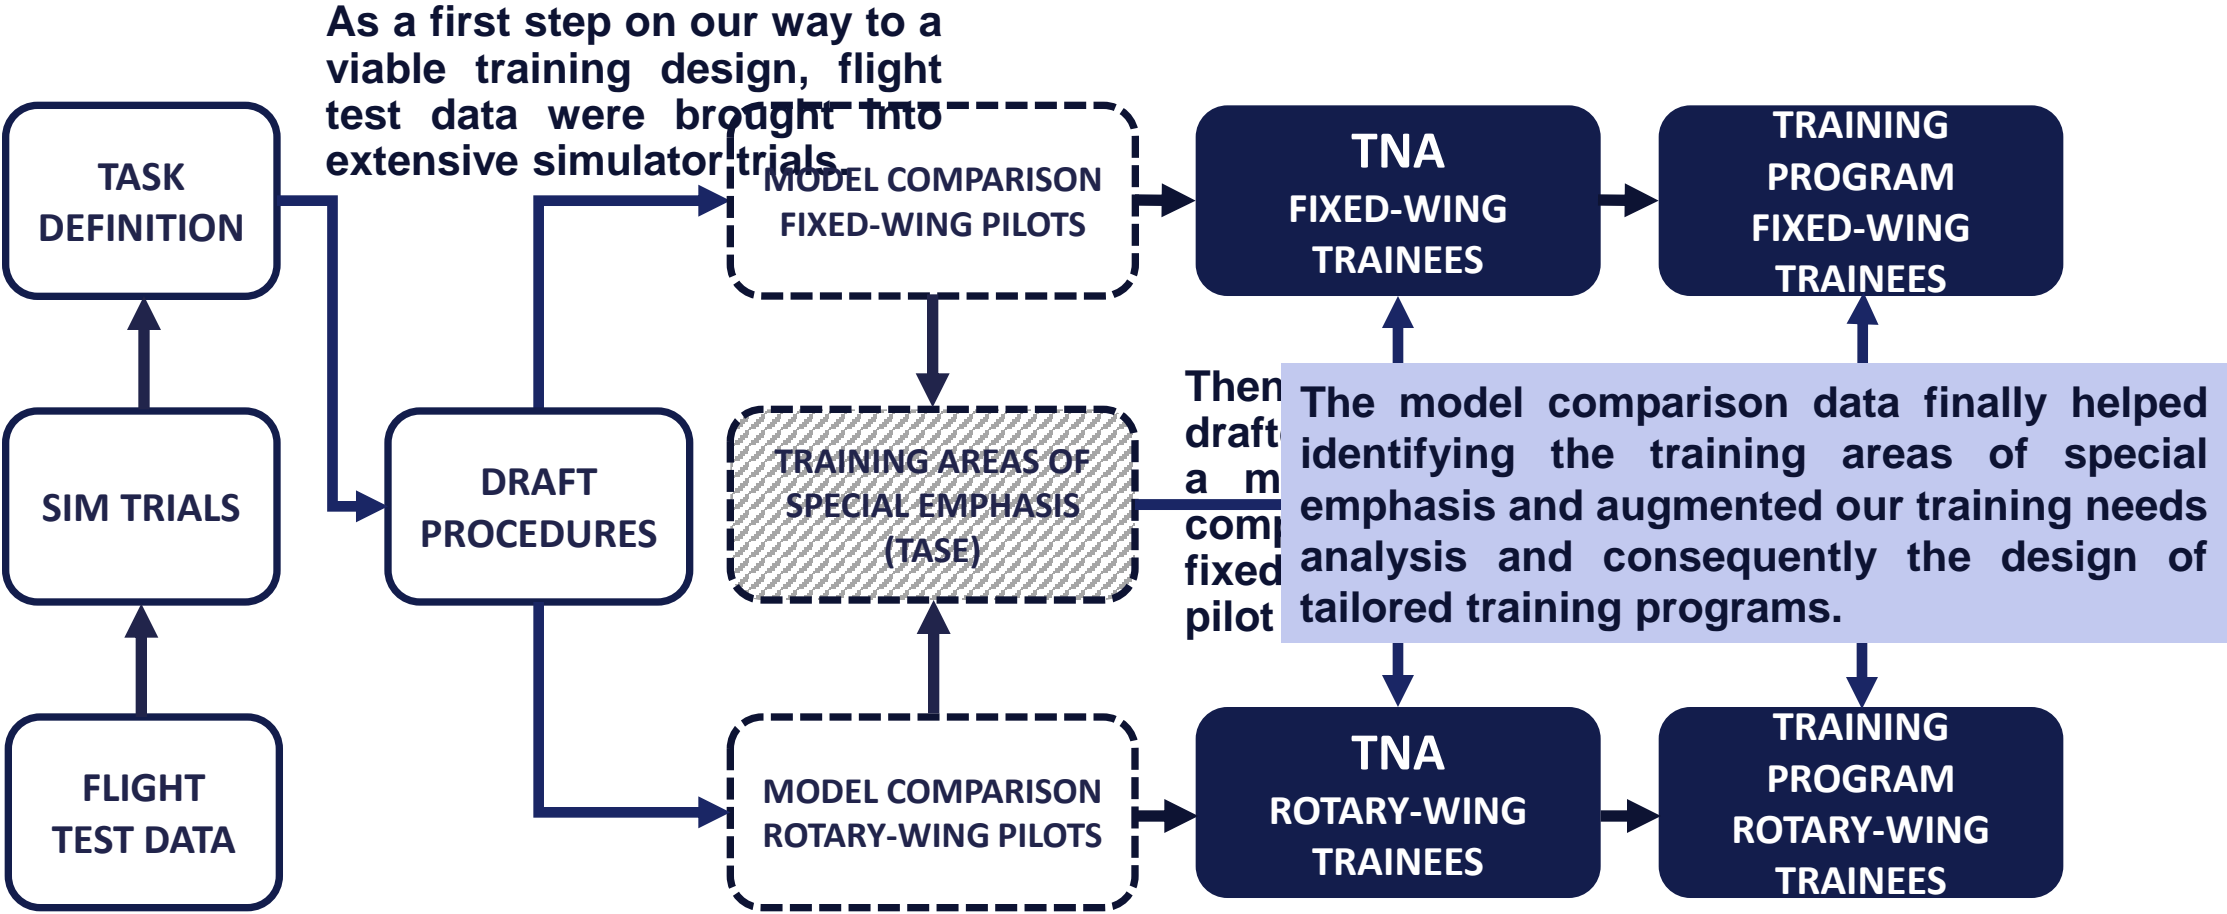 As a first step on our way to a
viable training design, flight
test data were brought into
extensive simulator trials.
TASK
DEFINITION
SIM TRIALS
FLIGHT
TEST DATA
DRAFT
PROCEDURES
MODEL COMPARISON
FIXED-WING PILOTS
TRAINING AREAS OF
SPECIAL EMPHASIS
(TASE)
MODEL COMPARISON
ROTARY-WING PILOTS
TNA
FIXED-WING
TRAINEES
TRAINING
PROGRAM
FIXED-WING
TRAINEES
Then
a
fixed
pilot
The model comparison data finally helped
identifying the training areas of special
emphasis and augmented our training needs
analysis and consequently the design of
tailored training programs.
TNA
ROTARY-WING
TRAINEES
TRAINING
PROGRAM
ROTARY-WING
TRAINEES